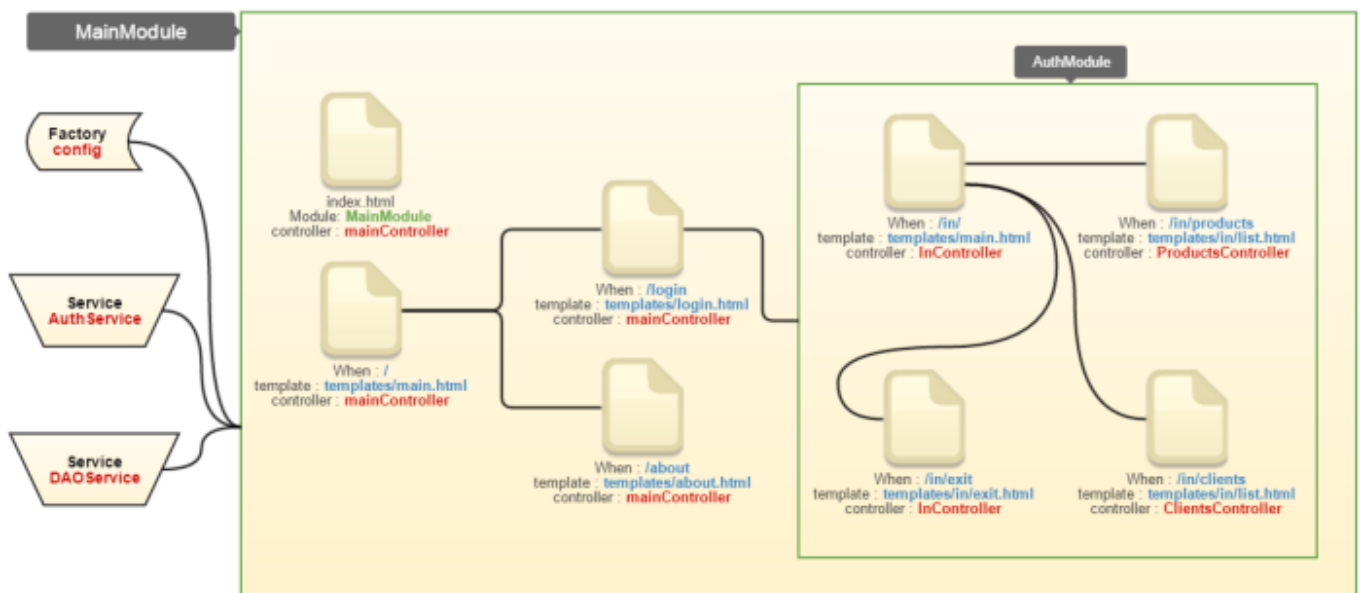 MainModule
AuthModule
Factory
config
Service
AuthService
Service
DAOService
index.html
Module: MainModule
controller : mainController
When : /
template : templates/main.html
controller : mainController
When : /login
template : templates/login.html
controller : mainController
When : /about
template : templates/about.html
controller : mainController
When : /in/
template : templates/main.html
controller : InController
When : /in/products
template : templates/in/list.html
controller : ProductsController
When : /in/exit
template : templates/in/exit.html
controller : InController
When : /in/clients
template : templates/in/list.html
controller : ClientsController